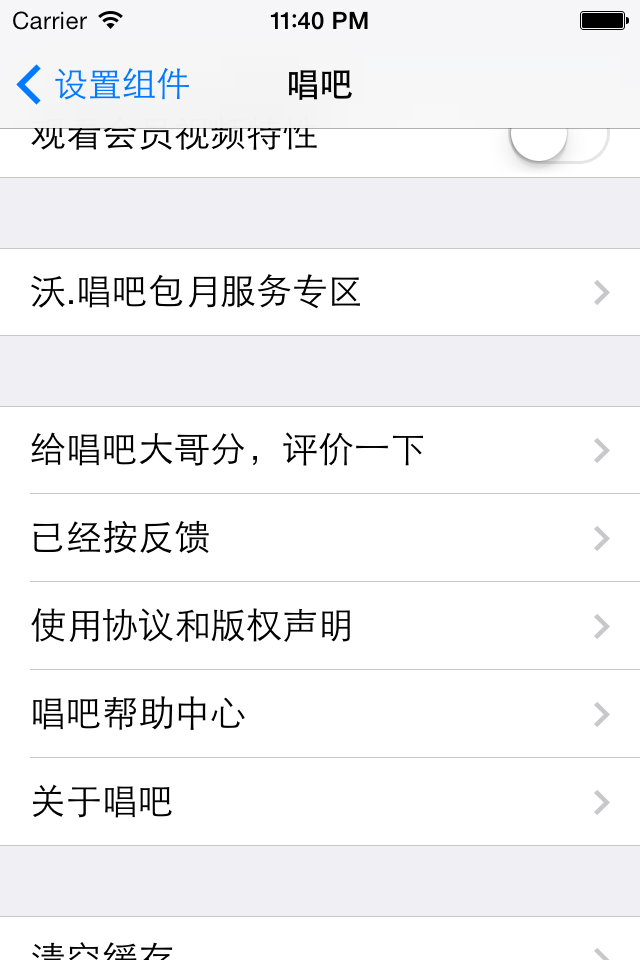 Carrier 11:40 PM
设置组件 唱吧
观看会员视频特性
沃.唱吧包月服务专区
给唱吧大哥分，评价一下
已经按反馈
使用协议和版权声明
唱吧帮助中心
关于唱吧
清空缓存